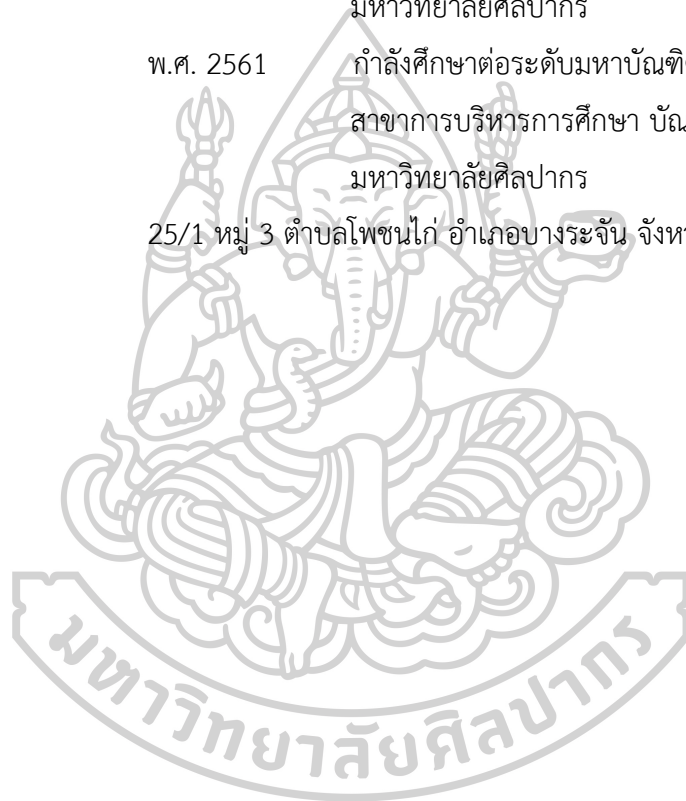 มหาวิทยาลัยศิลปากร
พ.ศ. 2561 กำลังศึกษาต่อระดับมหาบัณฑิ
สาขาการบริหารการศึกษา บัณ
มหาวิทยาลัยศิลปากร
25/1 หมู่ 3 ตำบลโพชนไก่ อำเภอบางระจัน จังห
มหาวิทยาลัยศิลปากร